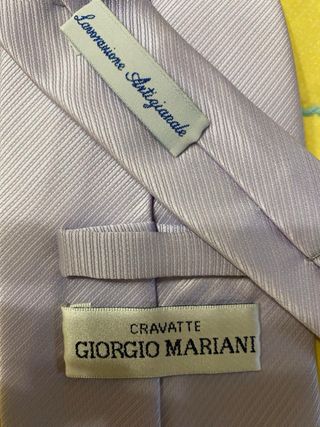 Lavorazione Artigianale
CRAVATTE
GIORGIO MARIANI